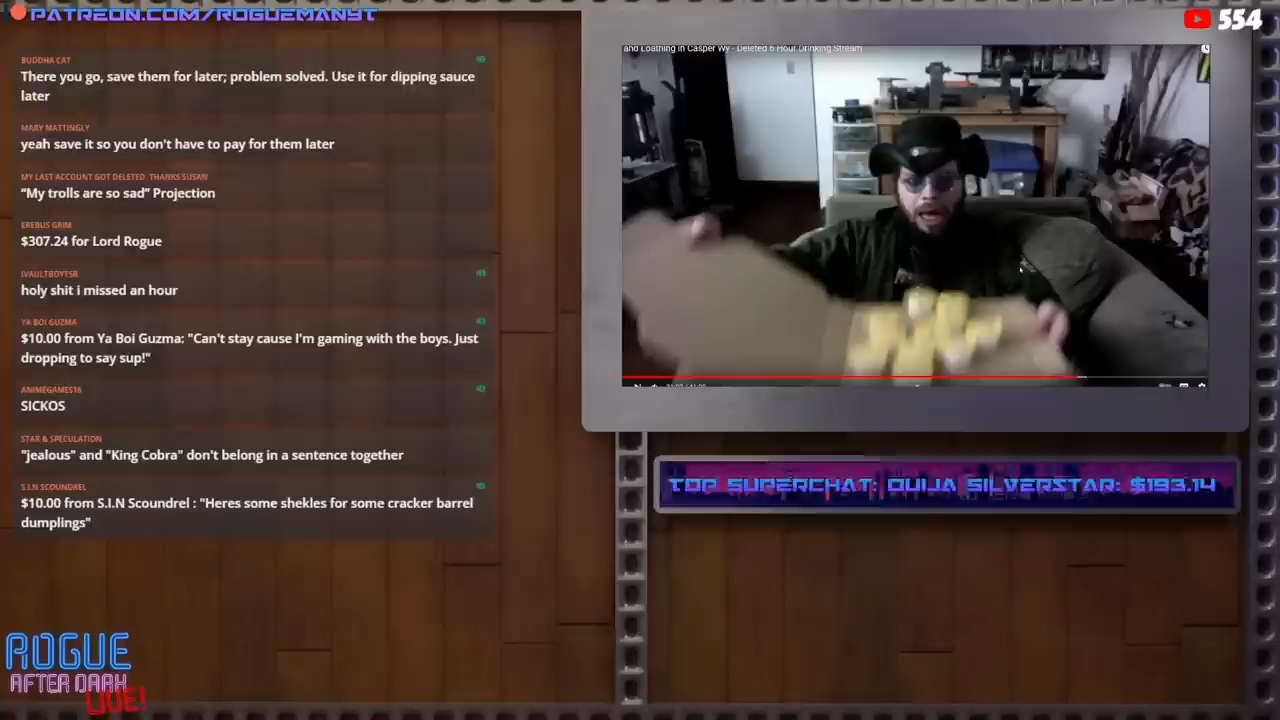 PATREON.COM/ROGUEMANYT
554
BUDDHA CAT
There you go, save them for later; problem solved. Use it for dipping sauce
later
MARY MATTINGLY
yeah save it so you don't have to pay for them later
MY LAST ACCOUNT GOT DELETED. THANKS SUSAN
"My trolls are so sad" Projection
EREBUS GRIM
$307.24 for Lord Rogue
IVAULTBOYTSR
holy shit i missed an hour
YA BOI GUZMA
$10.00 from Ya Boi Guzma: "Can't stay cause I'm gaming with the boys. Just
dropping to say sup!"
ANIMEGAMES16
SICKOS
STAR & SPECULATION
"jealous" and "King Cobra" don't belong in a sentence together
S.I.N SCOUNDREL
$10.00 from S.I.N Scoundrel : "Heres some shekles for some cracker barrel
dumplings"
and Loathing in Casper Wy - Deleted 6 Hour Drinking Stream
TOP SUPERCHAT: OUIJA SILVERSTAR: $193.14
ROGUE
AFTER DARK
LIVE!